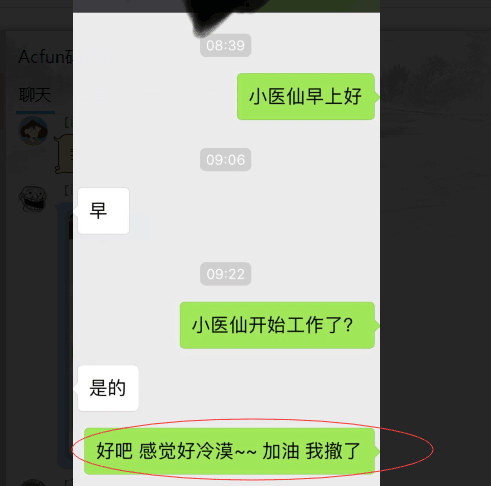 Acfun
聊天
08:39
小医仙早上好
09:06
早
09:22
小医仙开始工作了?
是的
好吧 感觉好冷漠~~ 加油 我撤了